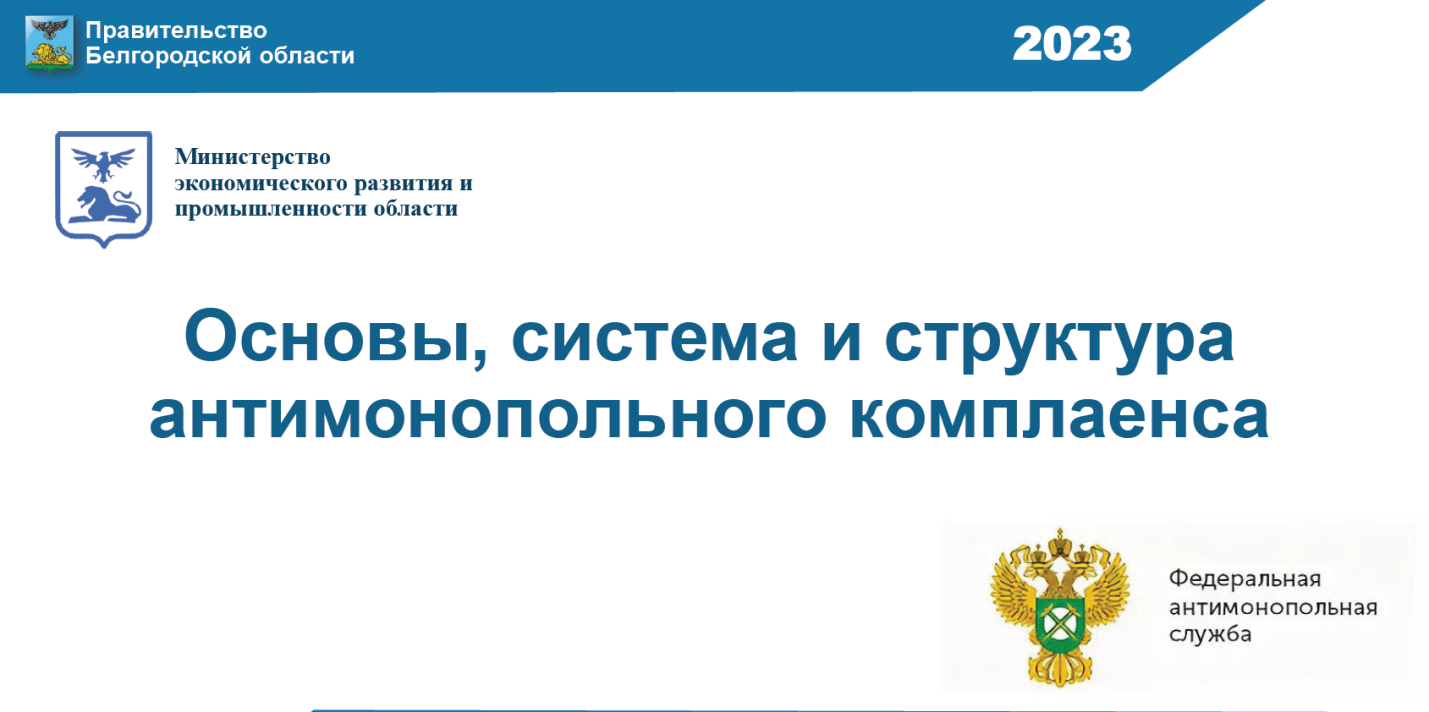 Правительство
Белгородской области
2023
Министерство
экономического развития и
промышленности области
Основы, система и структура
антимонопольного комплаенса
Федеральная
антимонопольная
служба